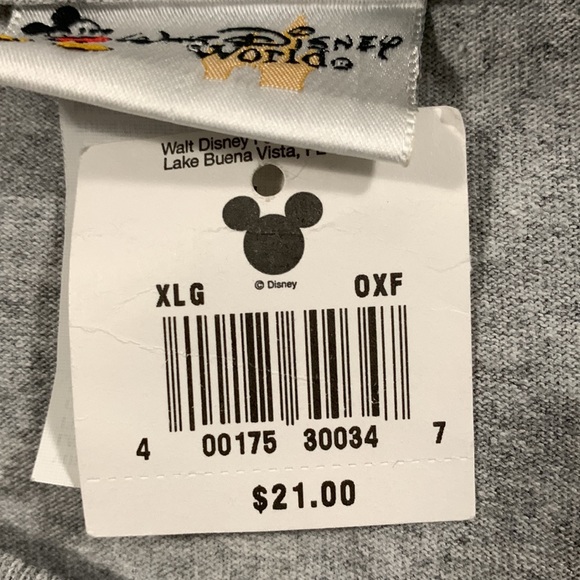 Walt Disney
World®
Walt Disney
Lake Buena Vista,
© Disney
XLG OXF
4 00175 30034 7
$21.00